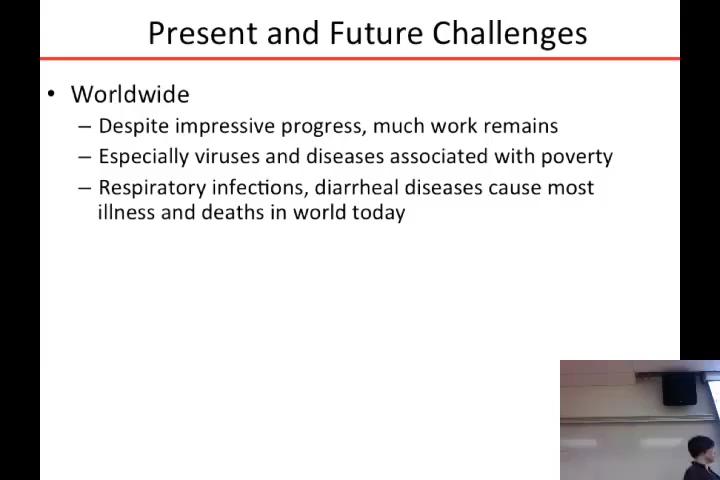 Present and Future Challenges
• Worldwide
– Despite impressive progress, much work remains
– Especially viruses and diseases associated with poverty
– Respiratory infections, diarrheal diseases cause most
illness and deaths in world today